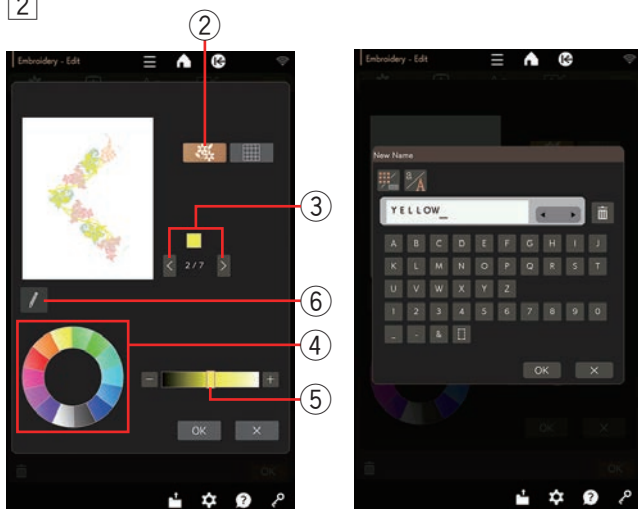 2
②
Embroidery - Edit
③
2/7
⑥
④
⑤
OK
Embroidery - Edit
New Name
a/A
YELLOW_
A B C D E F G H I J
K L M N O P Q R S T
U V W X Y Z
1 2 3 4 5 6 7 8 9 0
_ - &
OK
OK
OK